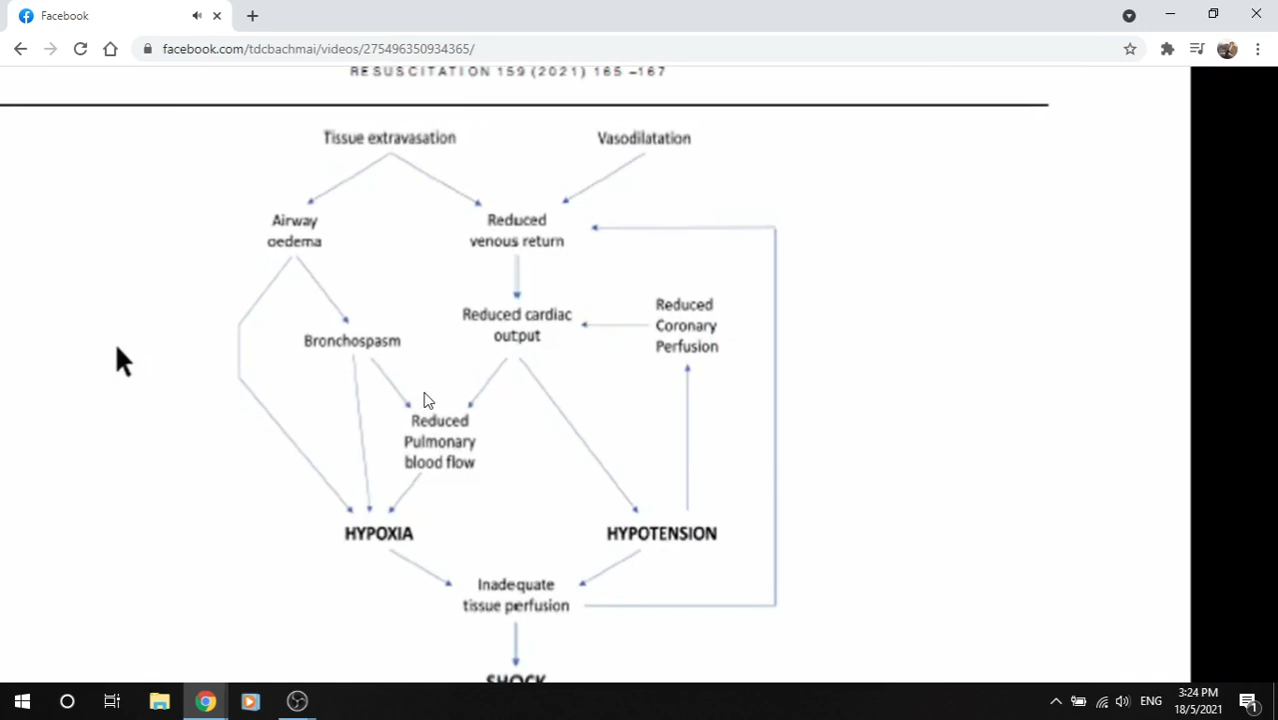 Facebook
facebook.com/tdcbachmai/videos/275496350934365/
RESUSCITATION 159 (2021) 165 –167
Tissue extravasation
Vasodilatation
Airway
oedema
Reduced
venous return
Reduced cardiac
output
Reduced
Coronary
Perfusion
Bronchospasm
Reduced
Pulmonary
blood flow
HYPOXIA
HYPOTENSION
Inadequate
tissue perfusion
SHOCK
ENG
3:24 PM
18/5/2021
1